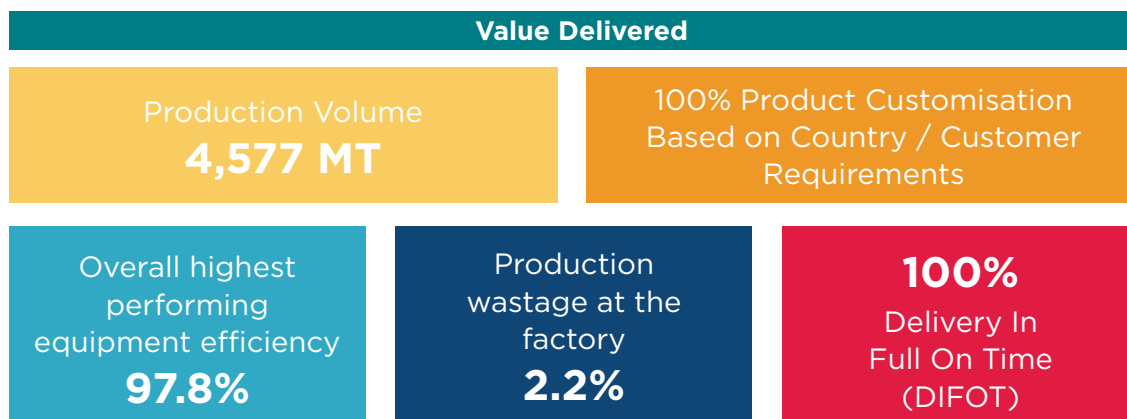 Value Delivered
Production Volume
4,577 MT
100% Product Customisation
Based on Country / Customer
Requirements
Overall highest
performing
equipment efficiency
97.8%
Production
wastage at the
factory
2.2%
100%
Delivery In
Full On Time
(DIFOT)